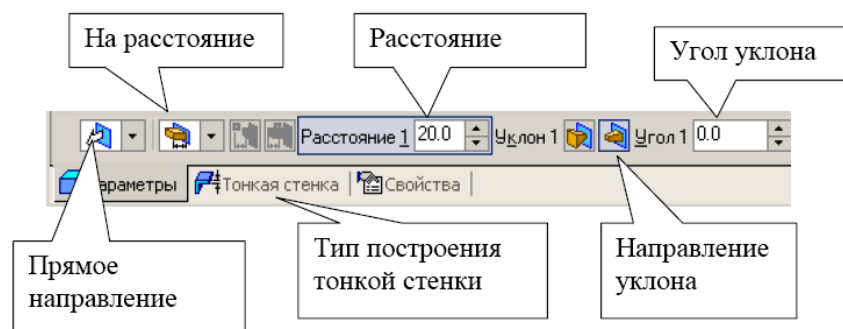 На расстояние
Расстояние
Угол уклона
Расстояние 1 20.0 Уклон 1 Угол 1 0.0
Параметры Тонкая стенка Свойства
Прямое
направление
Тип построения
тонкой стенки
Направление
уклона